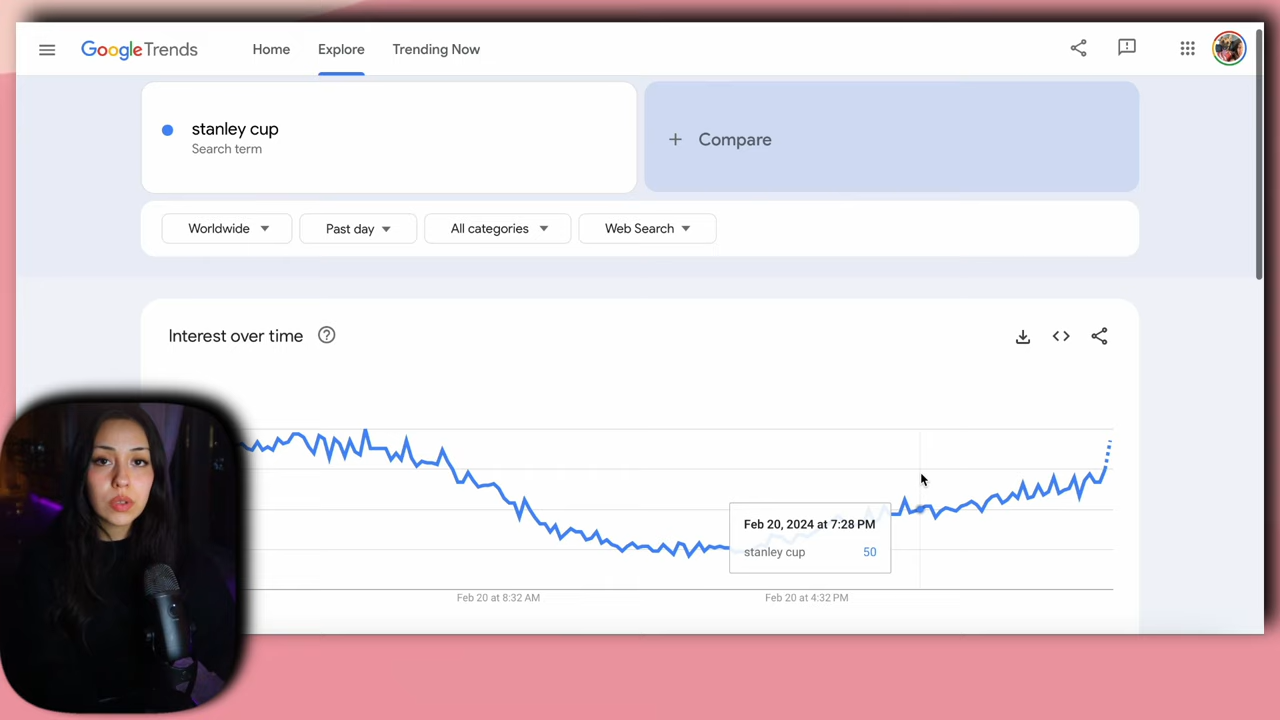 Google Trends
Home
Explore
Trending Now
stanley cup
Search term
+ Compare
Worldwide
Past day
All categories
Web Search
Interest over time
Feb 20, 2024 at 7:28 PM
stanley cup 50
Feb 20 at 8:32 AM
Feb 20 at 4:32 PM